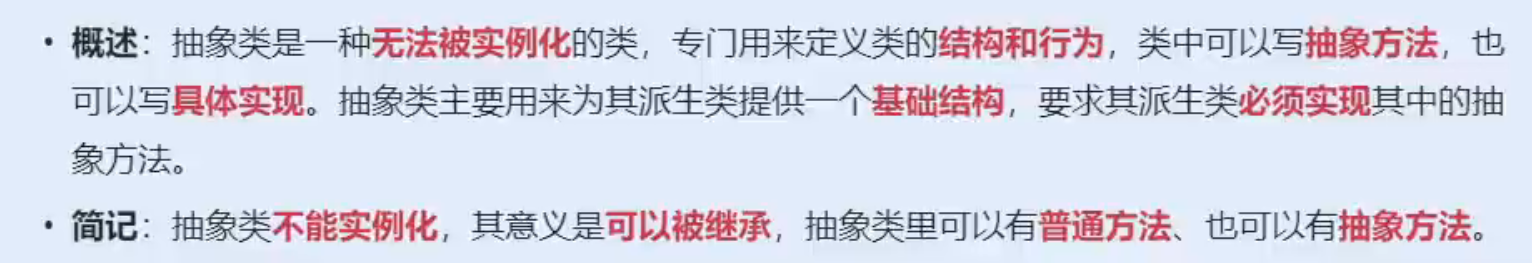 • 概述：抽象类是一种无法被实例化的类，专门用来定义类的结构和行为，类中可以写抽象方法，也
可以写具体实现。抽象类主要用来为其派生类提供一个基础结构，要求其派生类必须实现其中的抽
象方法。
• 简记：抽象类不能实例化，其意义是可以被继承，抽象类里可以有普通方法、也可以有抽象方法。